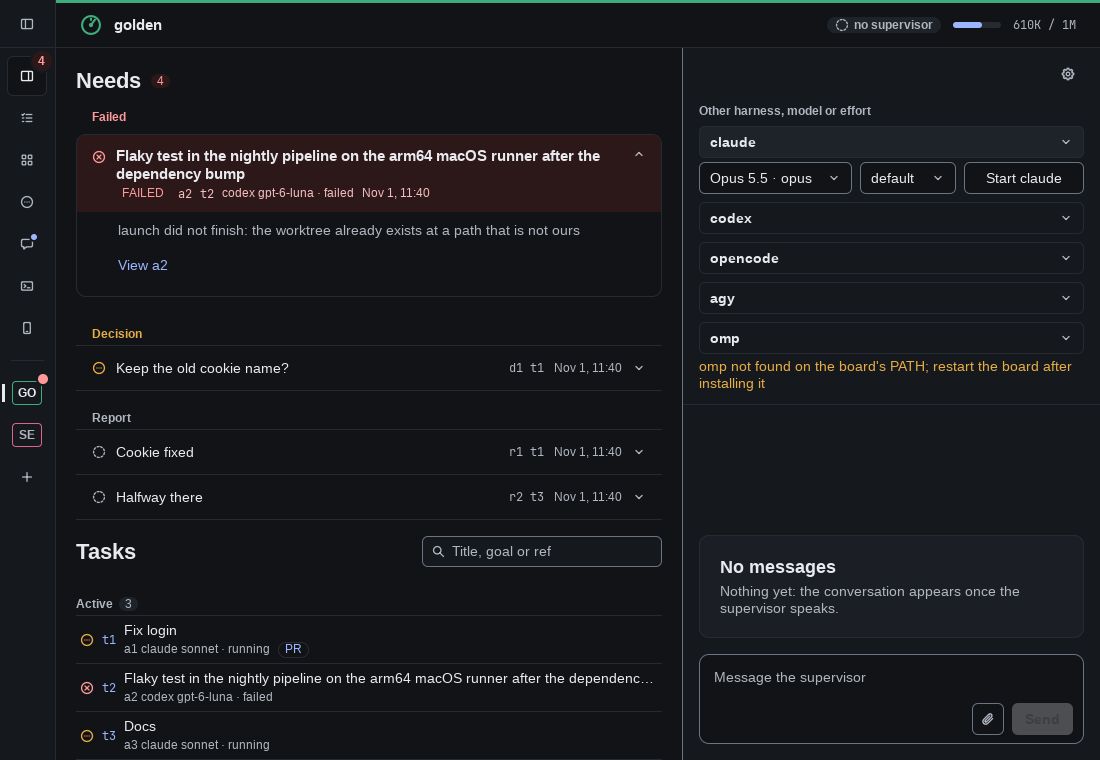 golden
no supervisor
610K / 1M
4
GO
SE
Needs 4
Failed
Flaky test in the nightly pipeline on the arm64 macOS runner after the
dependency bump
FAILED a2 t2 codex gpt-6-luna · failed Nov 1, 11:40
launch did not finish: the worktree already exists at a path that is not ours
View a2
Decision
Keep the old cookie name? d1 t1 Nov 1, 11:40
Report
Cookie fixed r1 t1 Nov 1, 11:40
Halfway there r2 t3 Nov 1, 11:40
Tasks
Title, goal or ref
Active 3
t1 Fix login
a1 claude sonnet · running PR
t2 Flaky test in the nightly pipeline on the arm64 macOS runner after the dependenc…
a2 codex gpt-6-luna · failed
t3 Docs
a3 claude sonnet · running
Other harness, model or effort
claude
Opus 5.5 · opus
default
Start claude
codex
opencode
agy
omp
omp not found on the board's PATH; restart the board after
installing it
No messages
Nothing yet: the conversation appears once the
supervisor speaks.
Message the supervisor
Send